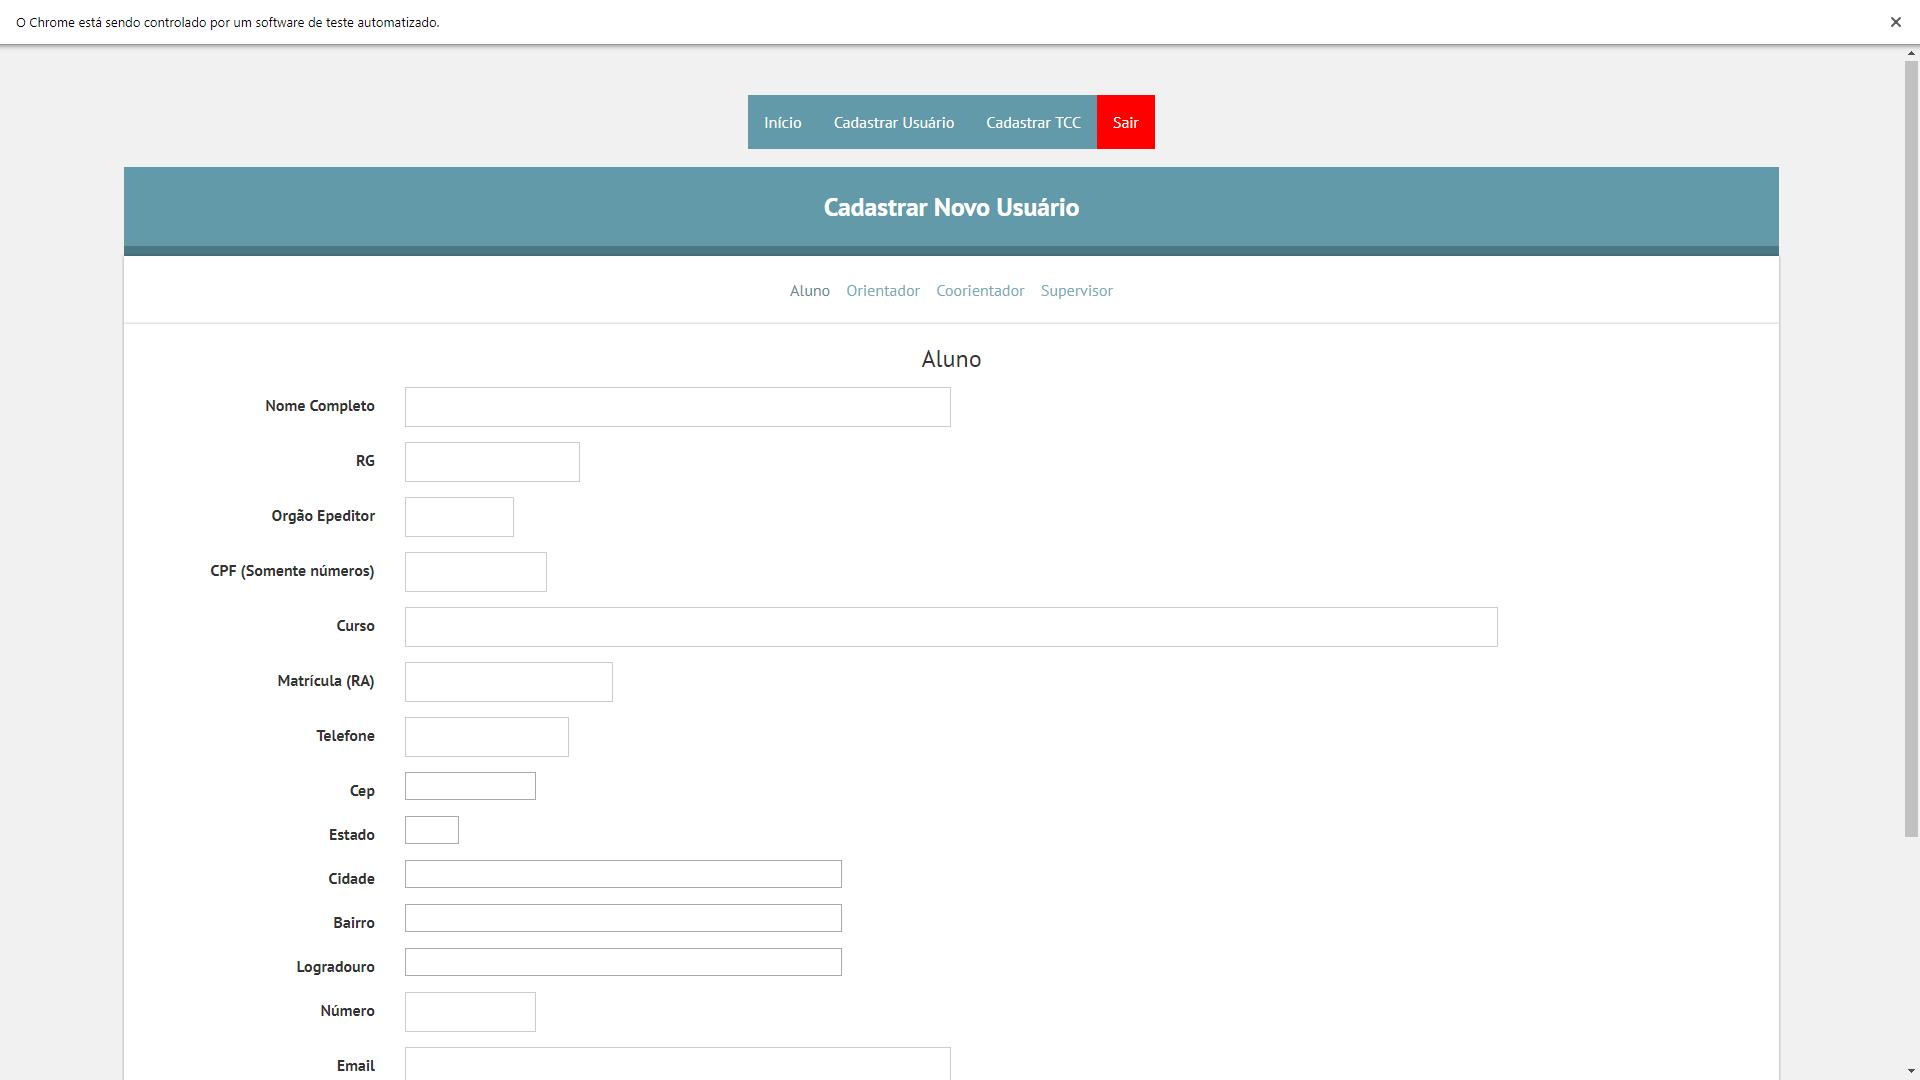 O Chrome está sendo controlado por um software de teste automatizado.
Início Cadastrar Usuário Cadastrar TCC Sair
Cadastrar Novo Usuário
Aluno Orientador Coorientador Supervisor
Aluno
Nome Completo
RG
Orgão Epeditor
CPF (Somente números)
Curso
Matrícula (RA)
Telefone
Cep
Estado
Cidade
Bairro
Logradouro
Número
Email